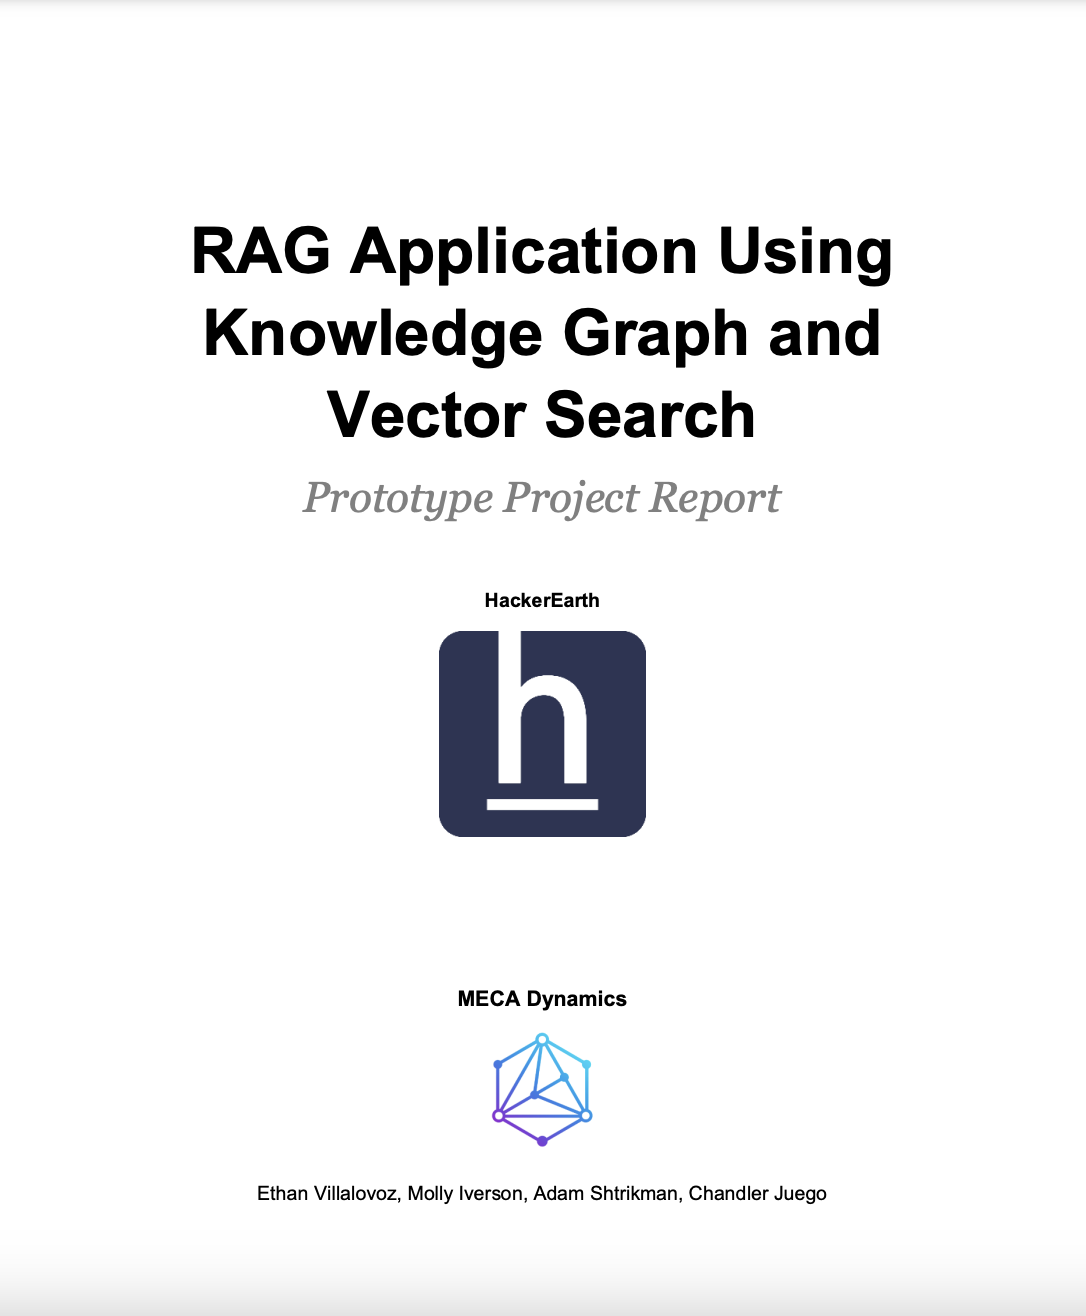 RAG Application Using
Knowledge Graph and
Vector Search
Prototype Project Report
HackerEarth
h
MECA Dynamics
Ethan Villalovoz, Molly Iverson, Adam Shtrikman, Chandler Juego